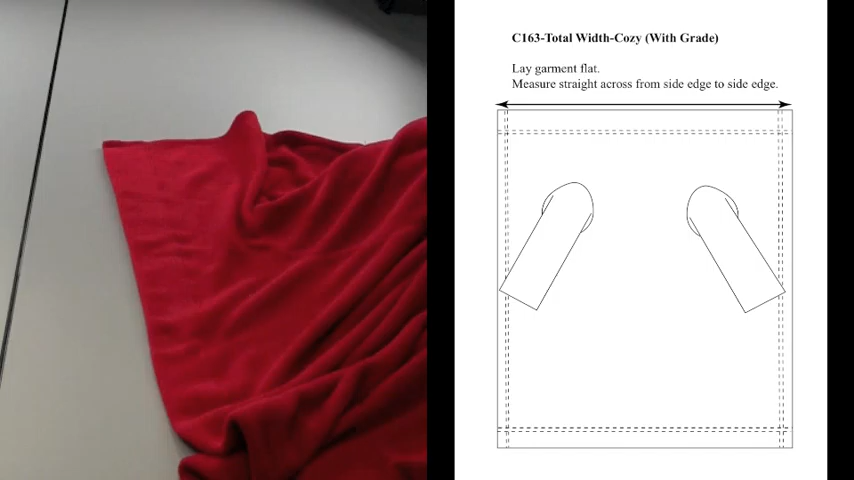 C163-Total Width-Cozy (With Grade)
Lay garment flat.
Measure straight across from side edge to side edge.